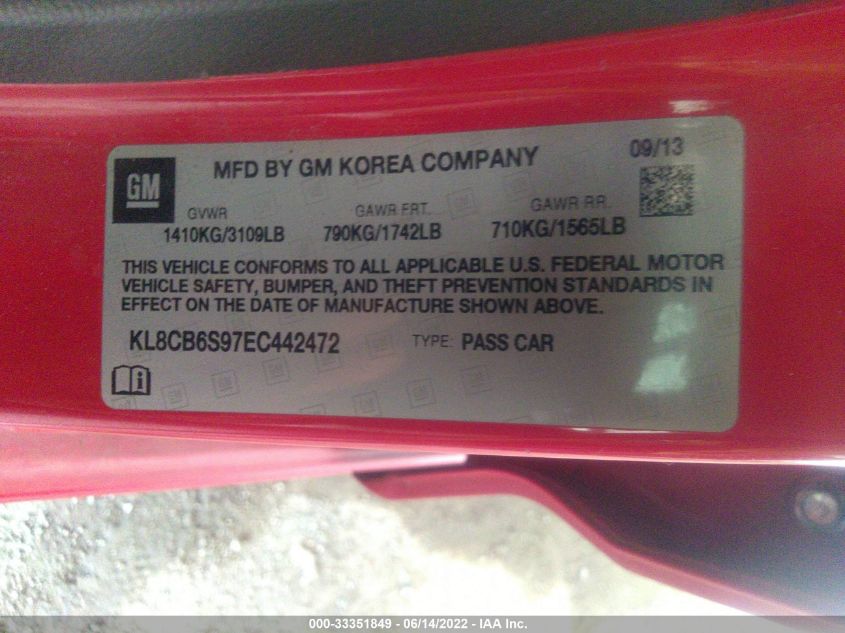 GM
MFD BY GM KOREA COMPANY
09/13
GVWR
GAWR FRT.
GAWR RR.
1410KG/3109LB
790KG/1742LB
710KG/1565LB
THIS VEHICLE CONFORMS TO ALL APPLICABLE U.S. FEDERAL MOTOR
VEHICLE SAFETY, BUMPER, AND THEFT PREVENTION STANDARDS IN
EFFECT ON THE DATE OF MANUFACTURE SHOWN ABOVE.
KL8CB6S97EC442472
TYPE: PASS CAR
000-33351849 - 06/14/2022 - IAA Inc.